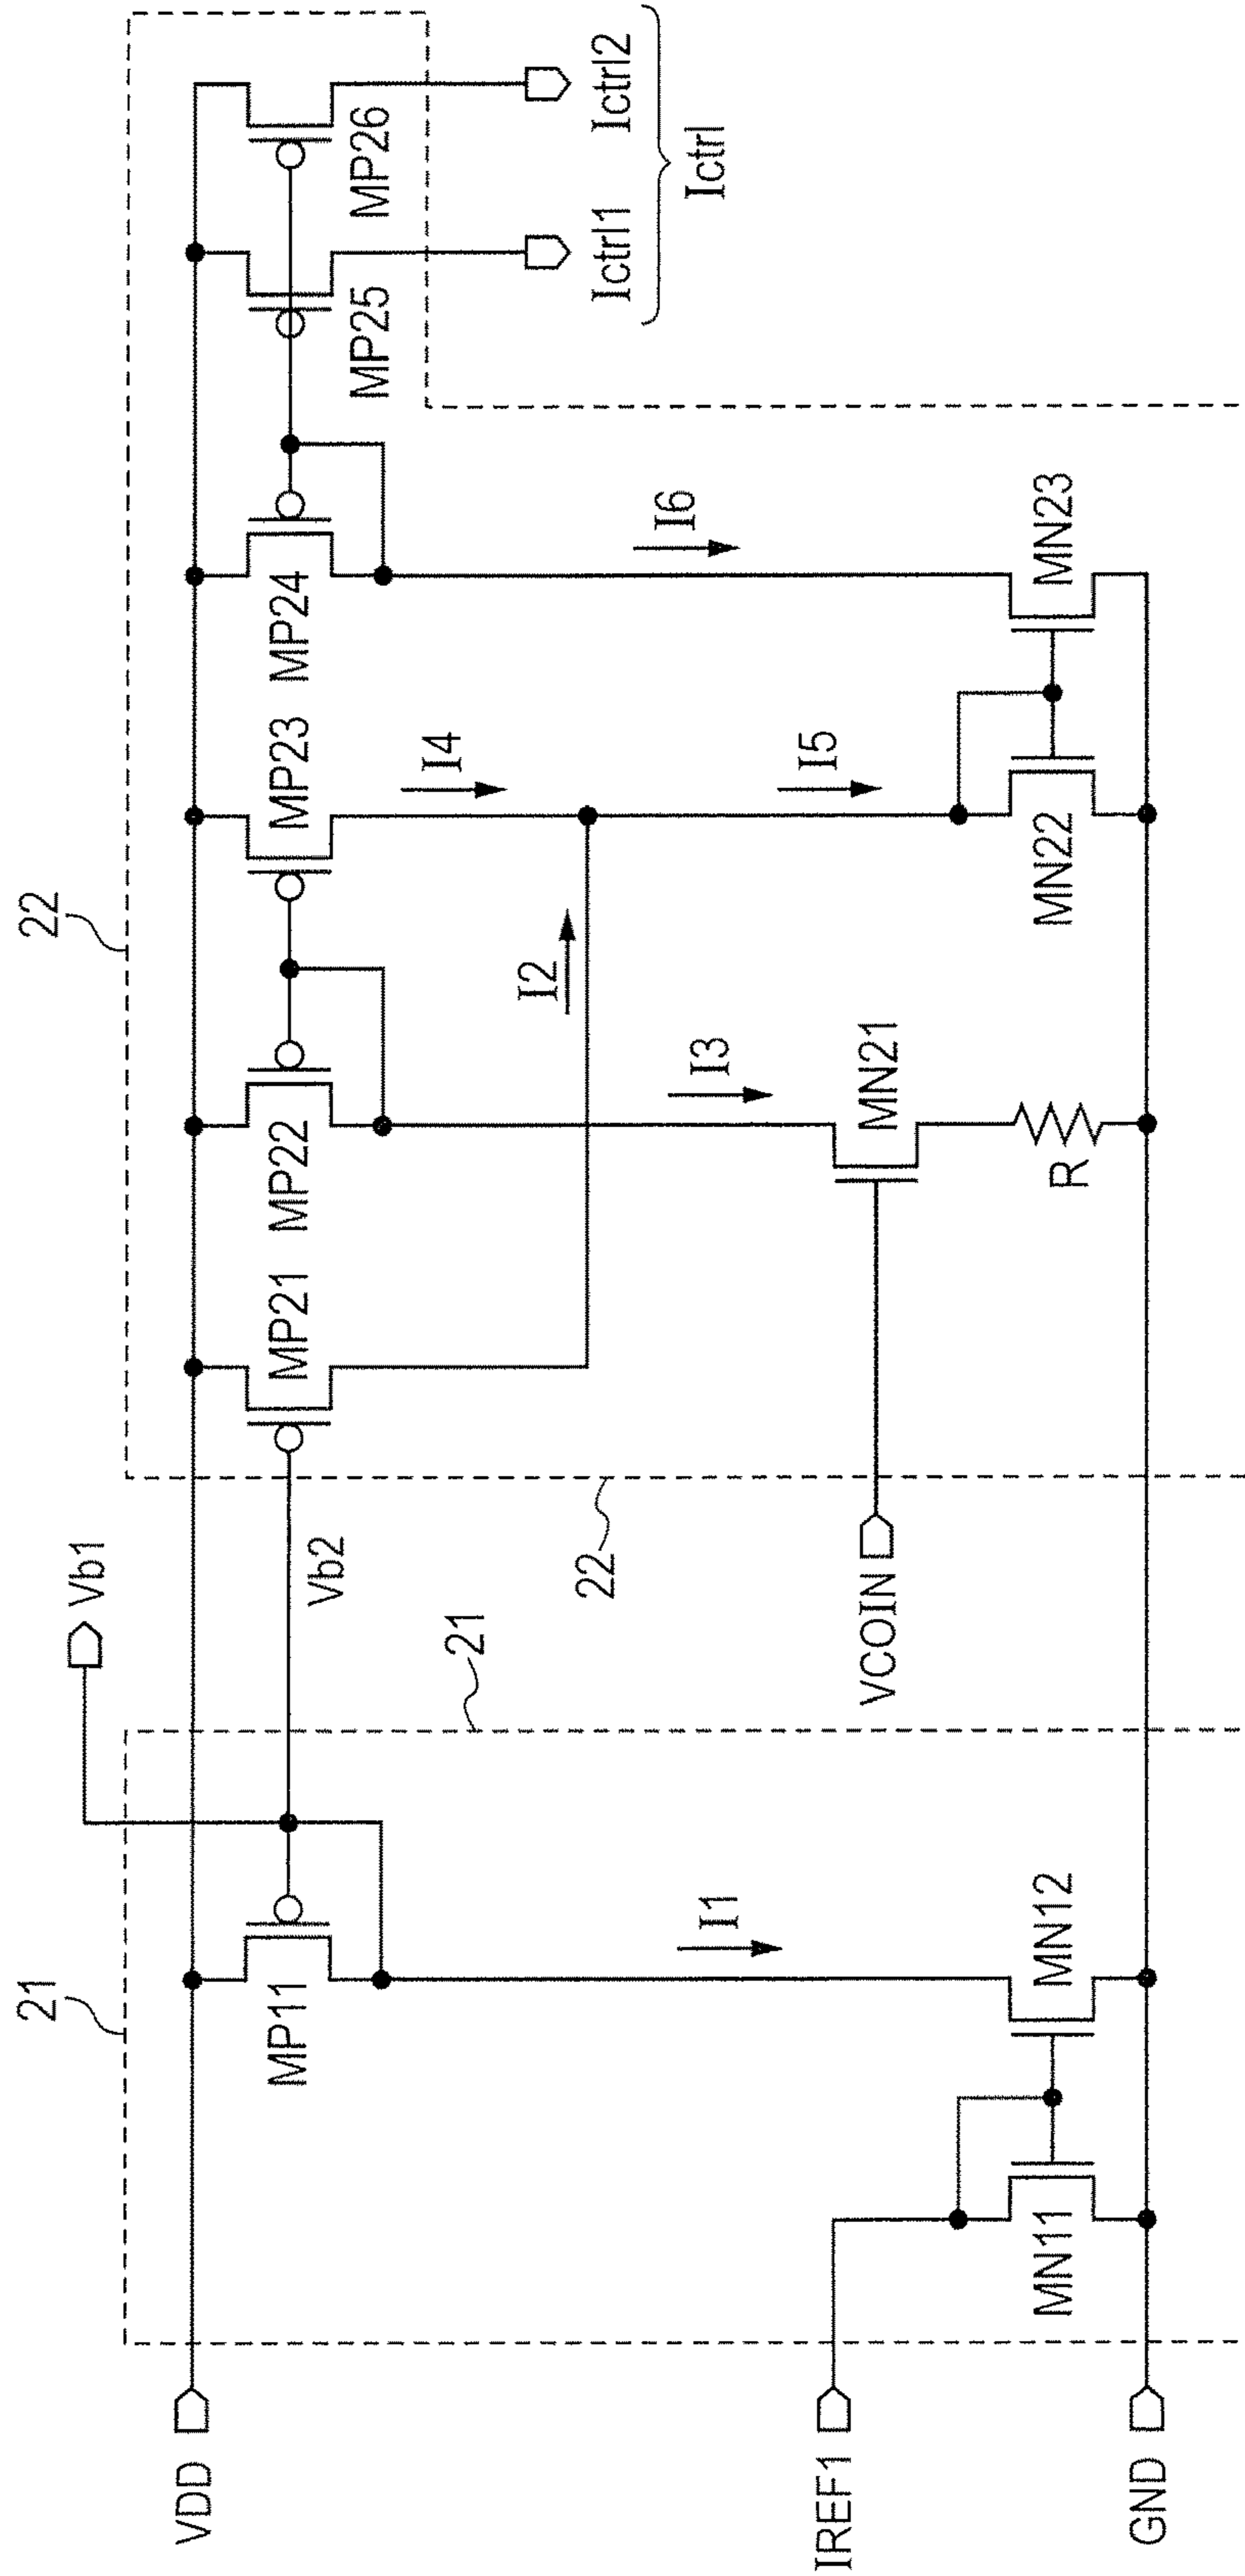 21
22
Vb1
VDD
MP11
Vb2
MP21
MP22
MP23
MP24
MP25
MP26
21
22
I2
I4
I1
I3
I5
I6
Ictrl1
Ictrl2
Ictrl
IREF1
VCOIN
MN21
MN11
MN12
R
MN22
MN23
GND